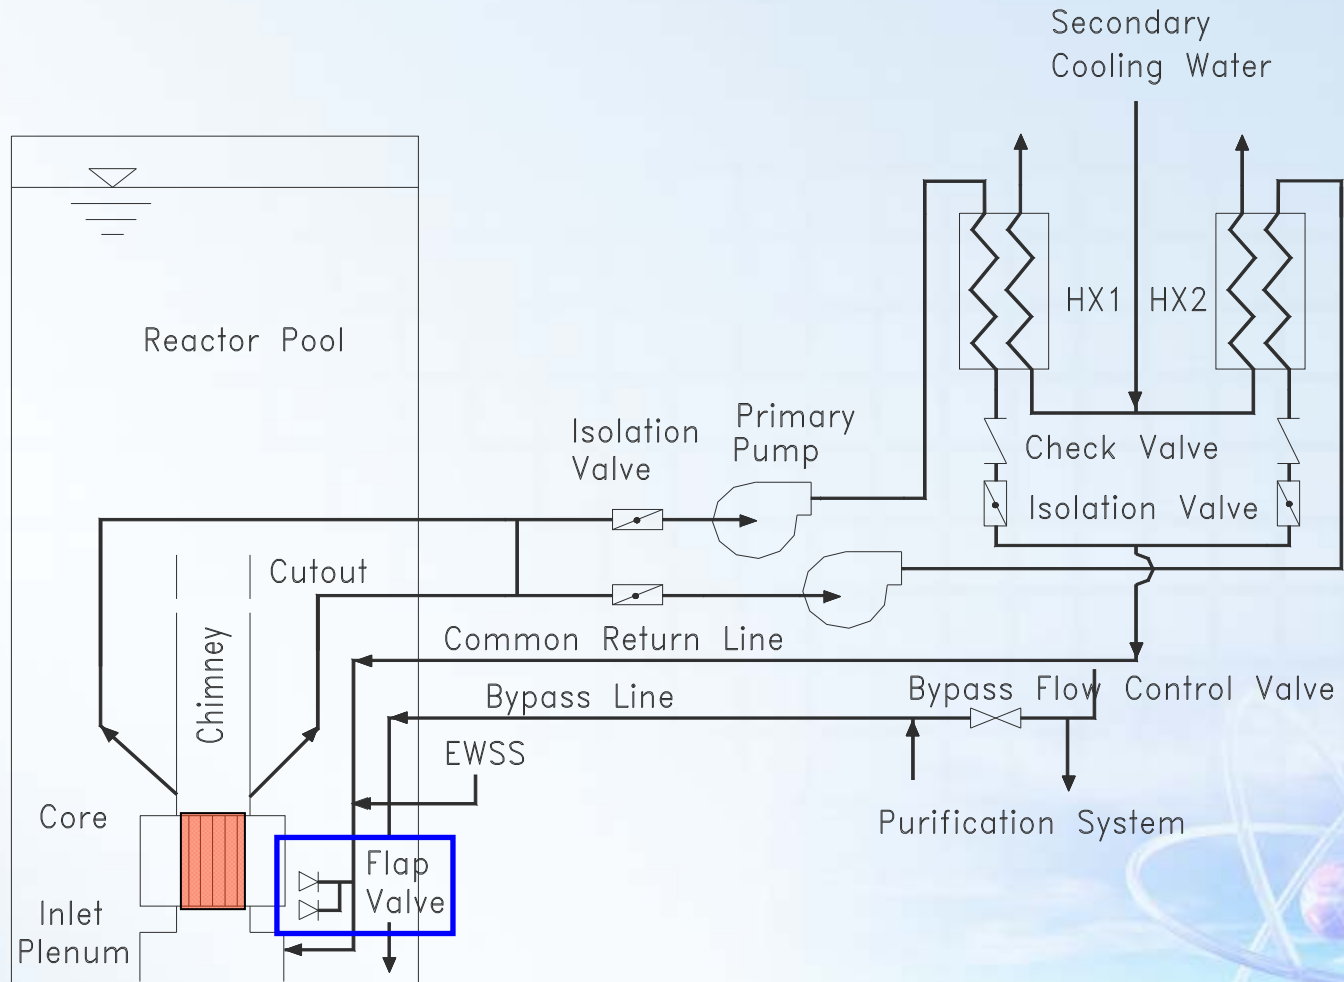 Secondary
Cooling Water
Reactor Pool
HX1
HX2
Isolation
Valve
Primary
Pump
Check Valve
Isolation Valve
Cutout
Chimney
Common Return Line
Bypass Line
Bypass Flow Control Valve
EWSS
Purification System
Core
Flap
Valve
Inlet
Plenum